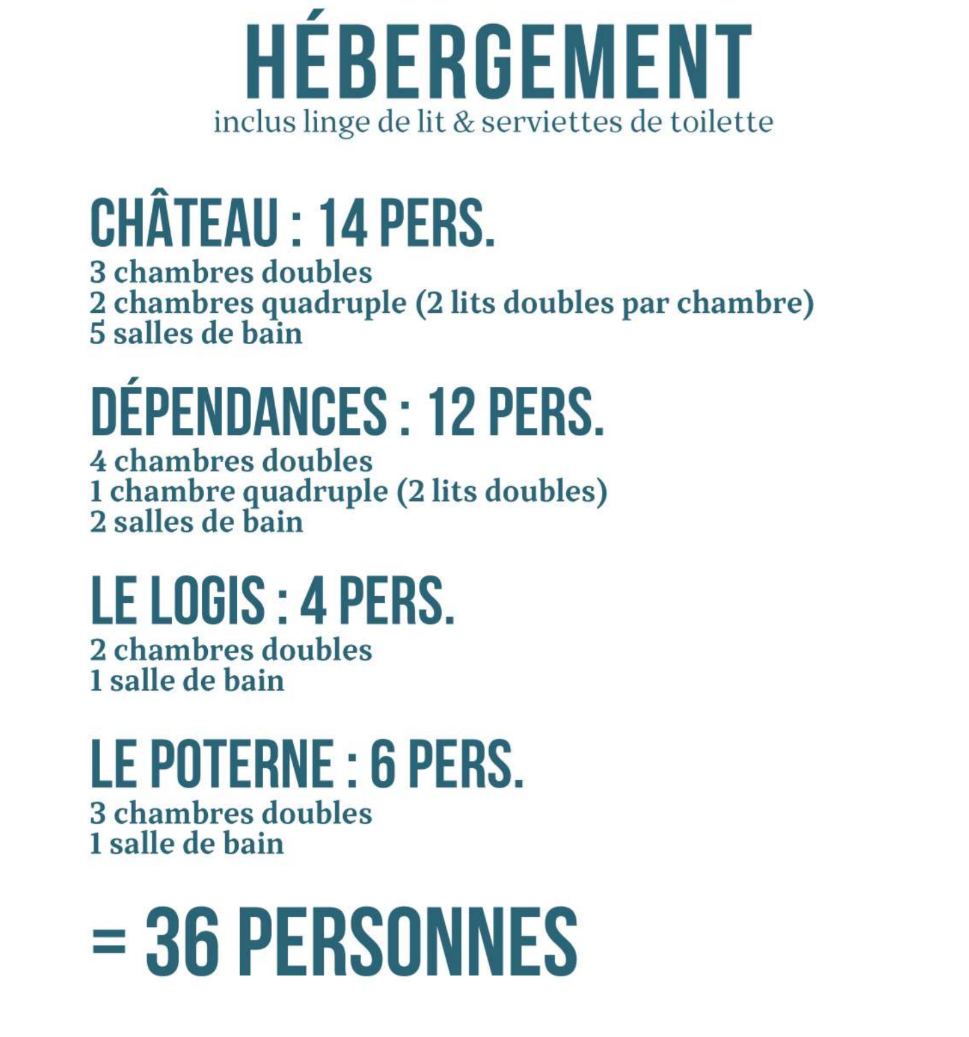 HÉBERGEMENT
inclus linge de lit & serviettes de toilette
CHÂTEAU : 14 PERS.
3 chambres doubles
2 chambres quadruple (2 lits doubles par chambre)
5 salles de bain
DÉPENDANCES : 12 PERS.
4 chambres doubles
1 chambre quadruple (2 lits doubles)
2 salles de bain
LE LOGIS : 4 PERS.
2 chambres doubles
1 salle de bain
LE POTERNE : 6 PERS.
3 chambres doubles
1 salle de bain
= 36 PERSONNES